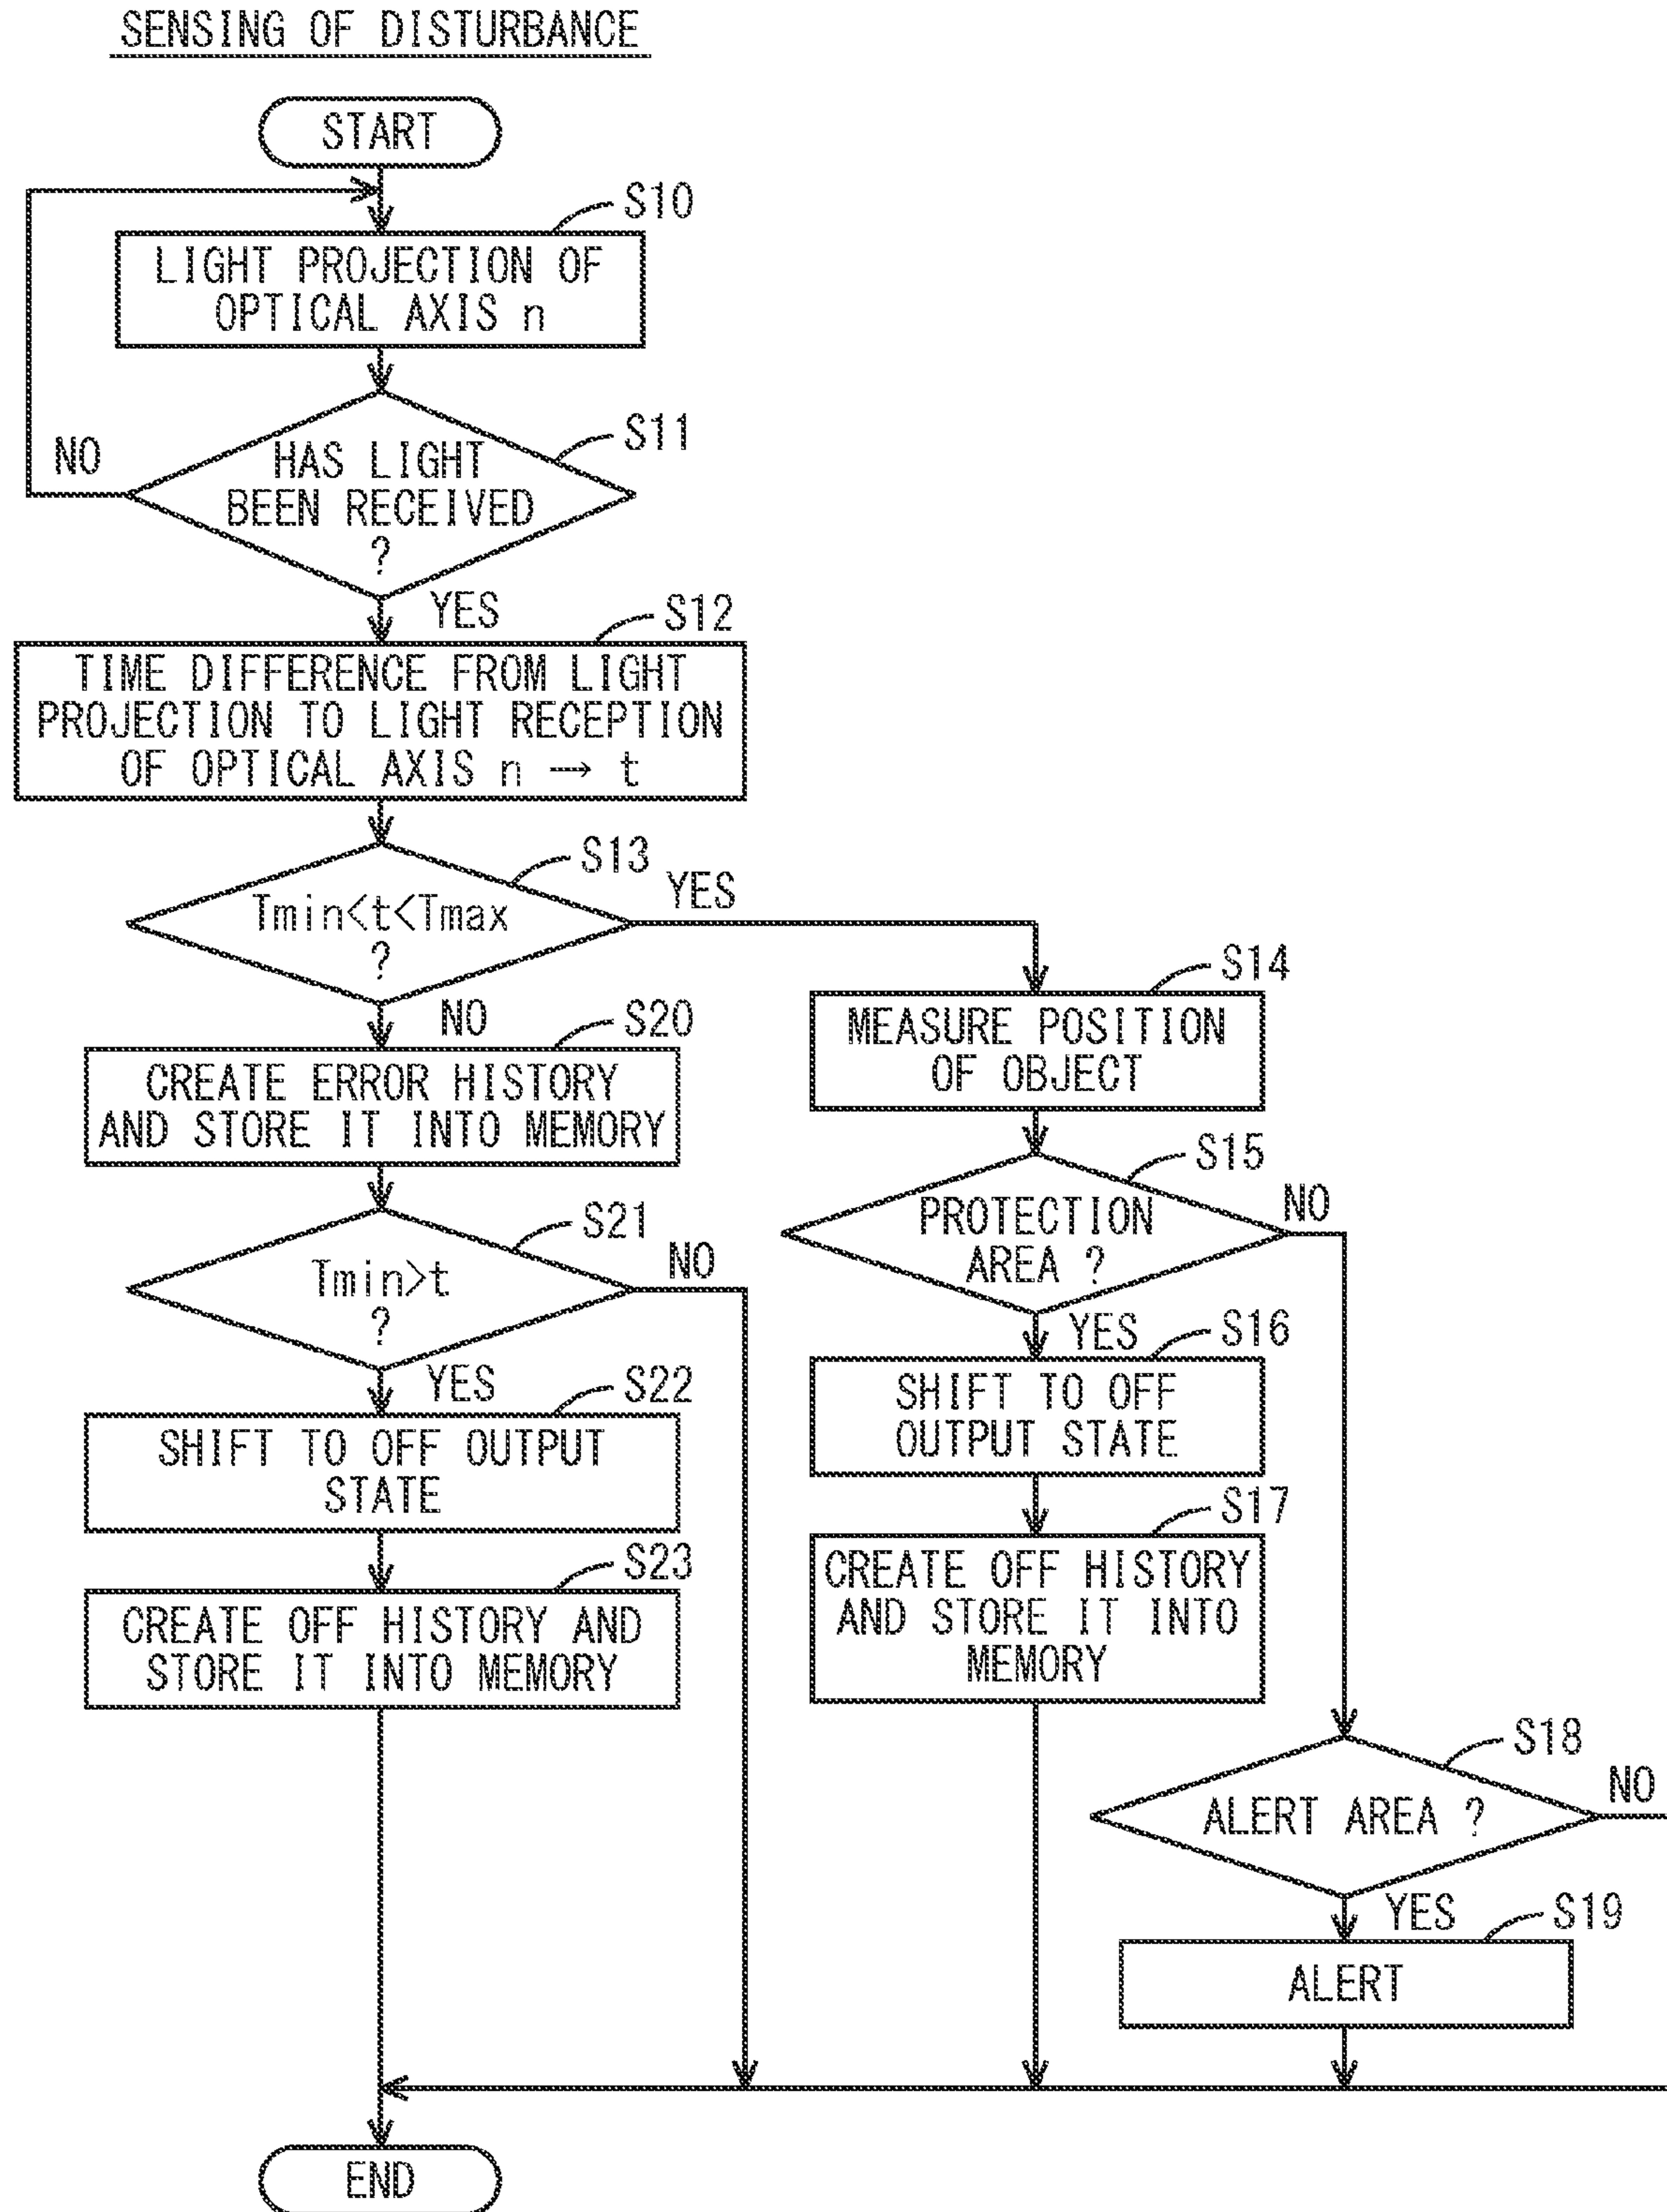 SENSING OF DISTURBANCE
START
S10
LIGHT PROJECTION OF
OPTICAL AXIS n
S11
HAS LIGHT
BEEN RECEIVED
?
NO
YES
S12
TIME DIFFERENCE FROM LIGHT
PROJECTION TO LIGHT RECEPTION
OF OPTICAL AXIS n → t
S13
Tmin<t<Tmax
?
YES
NO
S14
MEASURE POSITION
OF OBJECT
S15
PROTECTION
AREA ?
NO
YES
S16
SHIFT TO OFF
OUTPUT STATE
S17
CREATE OFF HISTORY
AND STORE IT INTO
MEMORY
S18
ALERT AREA ?
NO
YES
S19
ALERT
S20
CREATE ERROR HISTORY
AND STORE IT INTO MEMORY
S21
Tmin>t
?
NO
YES
S22
SHIFT TO OFF OUTPUT
STATE
S23
CREATE OFF HISTORY AND
STORE IT INTO MEMORY
END